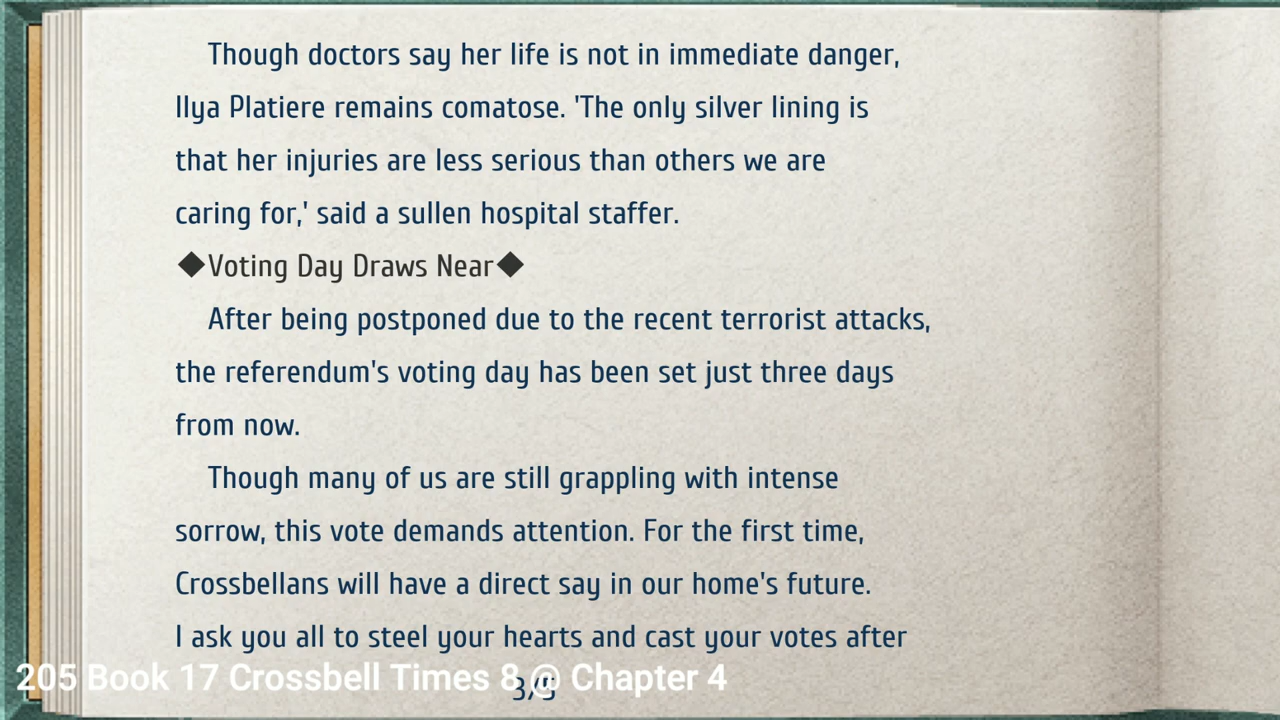 Though doctors say her life is not in immediate danger,
Ilya Platiere remains comatose. 'The only silver lining is
that her injuries are less serious than others we are
caring for,' said a sullen hospital staffer.
◆Voting Day Draws Near◆
After being postponed due to the recent terrorist attacks,
the referendum's voting day has been set just three days
from now.
Though many of us are still grappling with intense
sorrow, this vote demands attention. For the first time,
Crossbellans will have a direct say in our home's future.
I ask you all to steel your hearts and cast your votes after
205 Book 17 Crossbell Times 8 @ Chapter 4
3/5